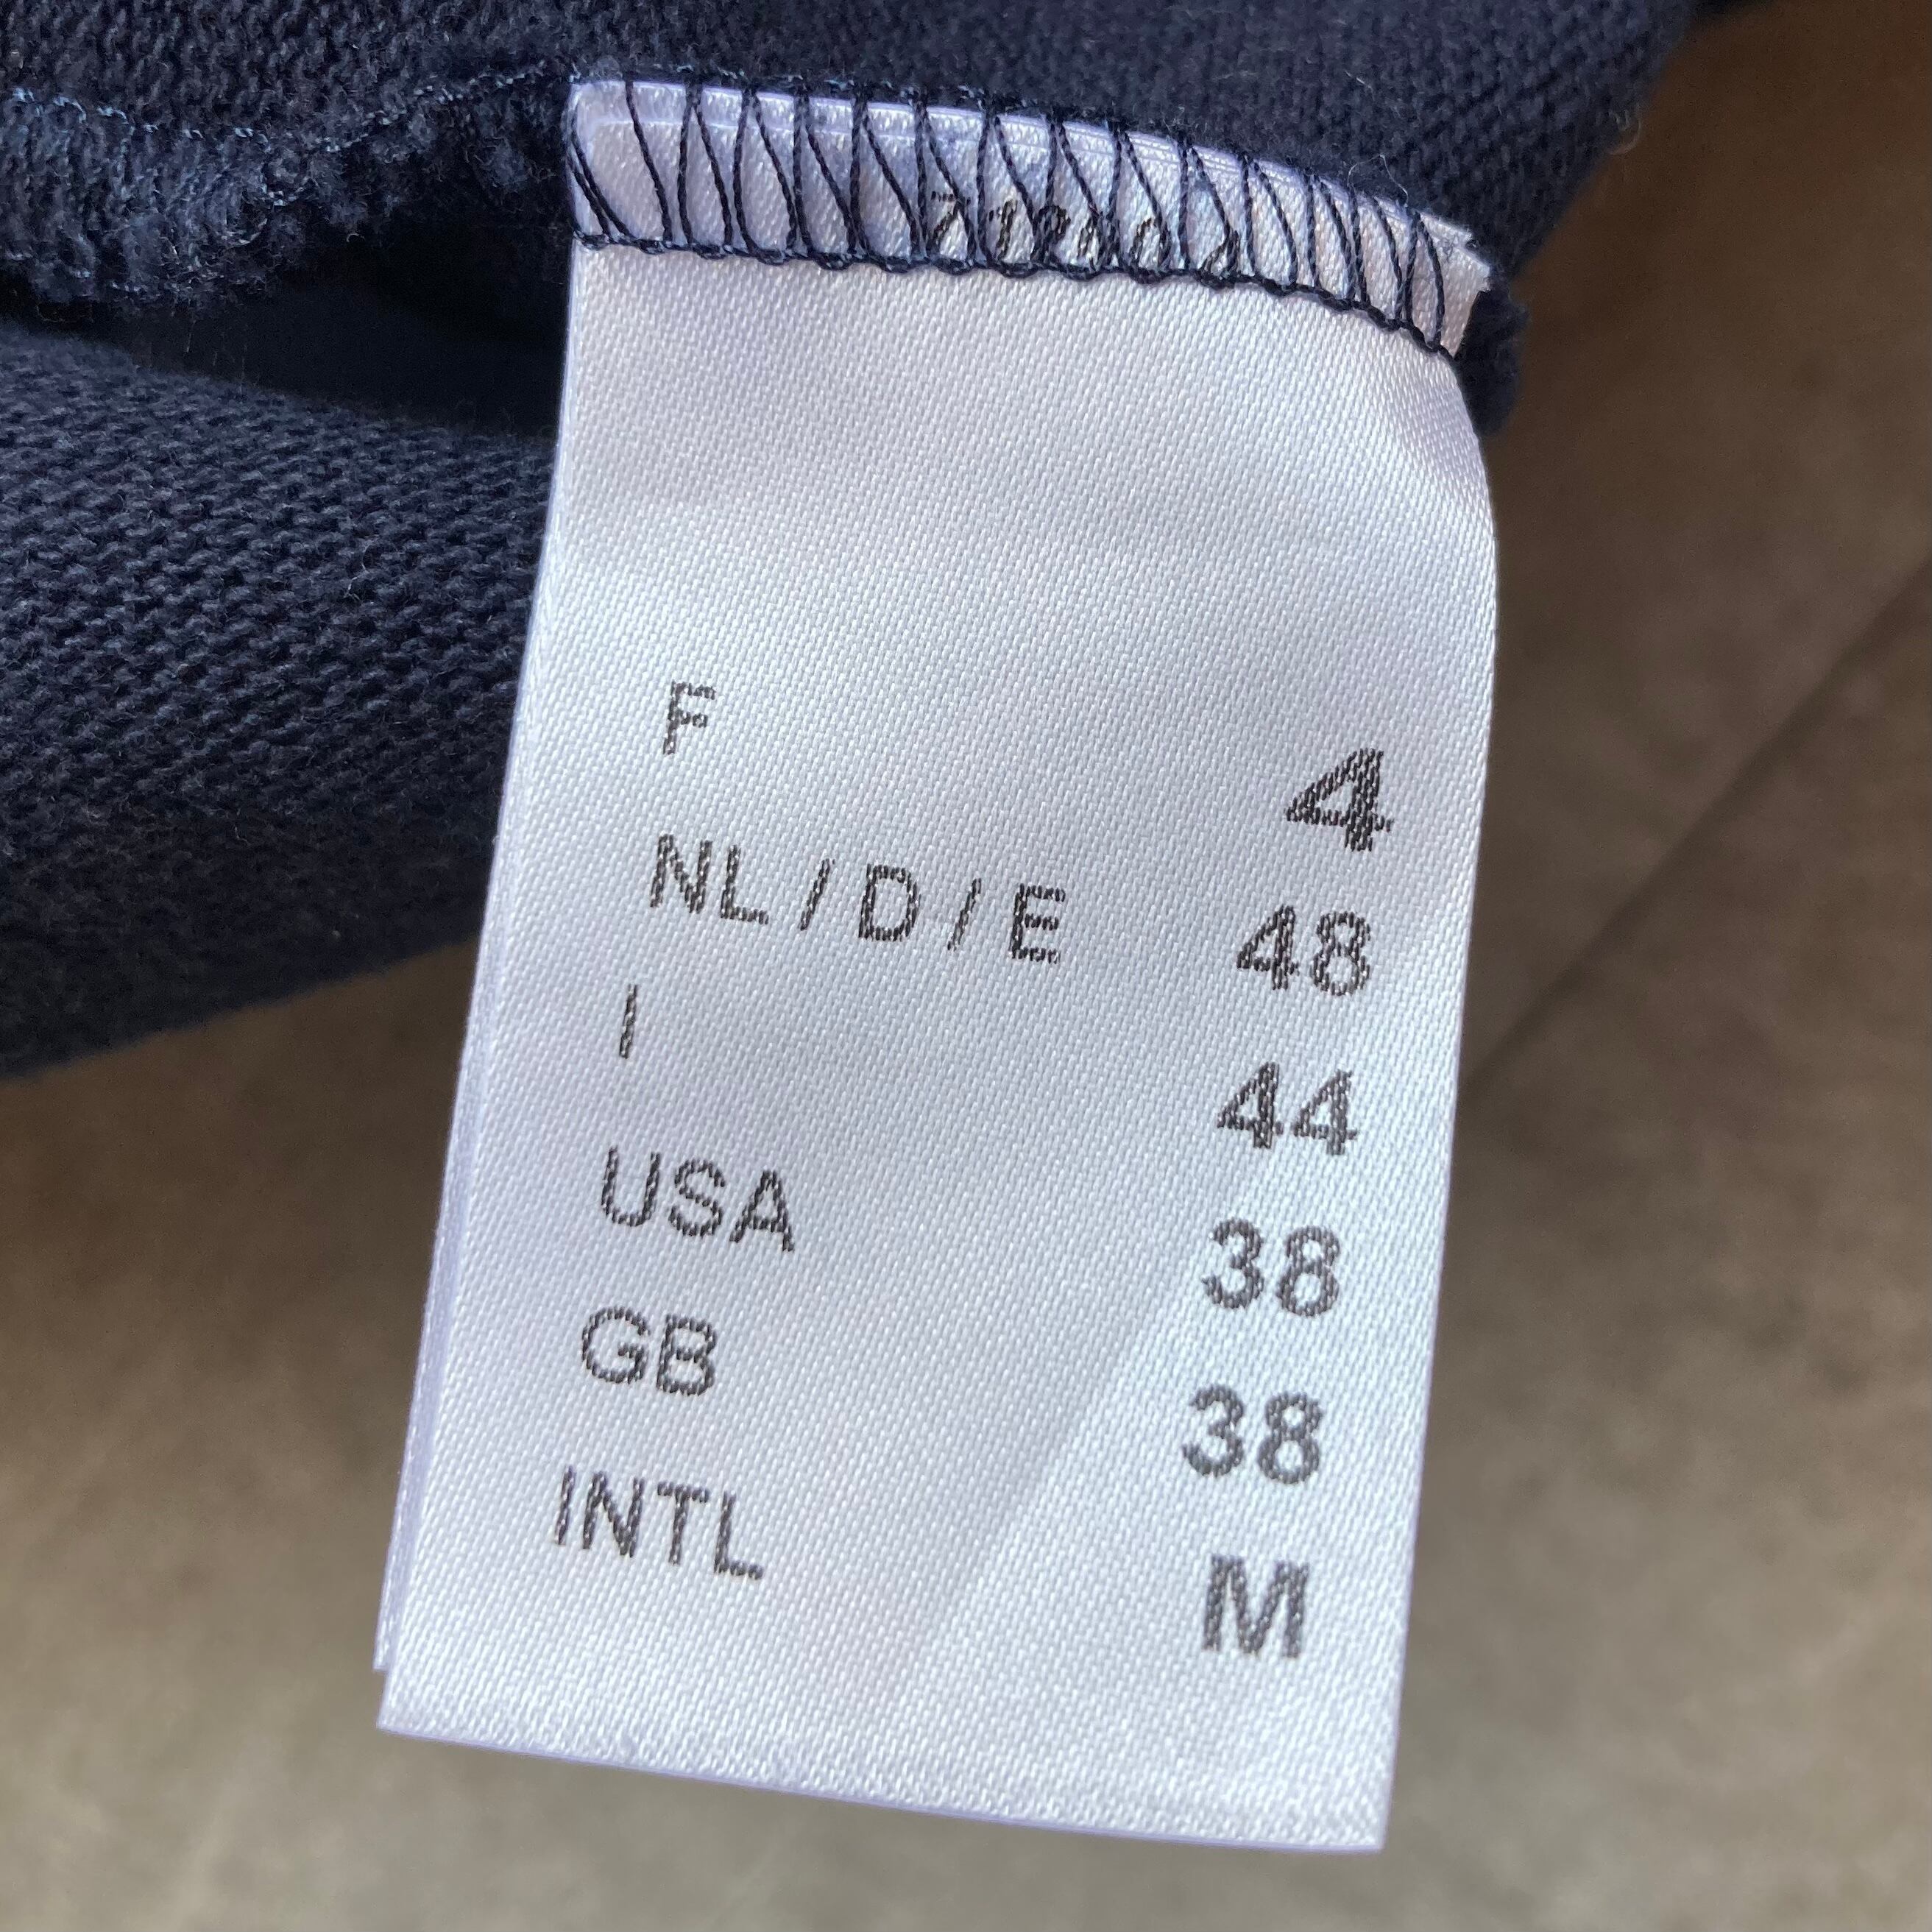 F 4
NL / D / E 48
I 44
USA 38
GB 38
INTL M